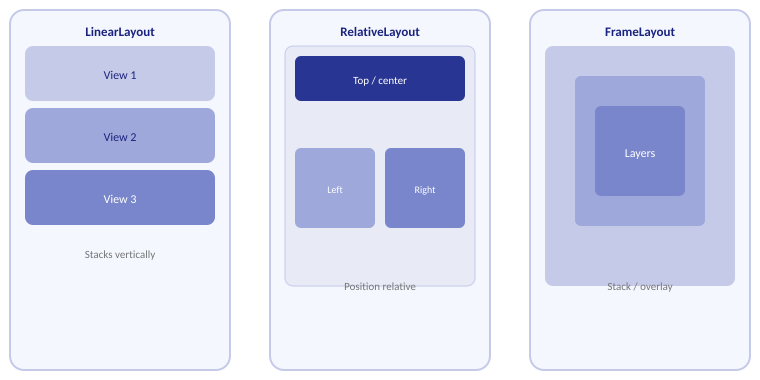 LinearLayout
View 1
View 2
View 3
Stacks vertically
RelativeLayout
Top / center
Left
Right
Position relative
FrameLayout
Layers
Stack / overlay